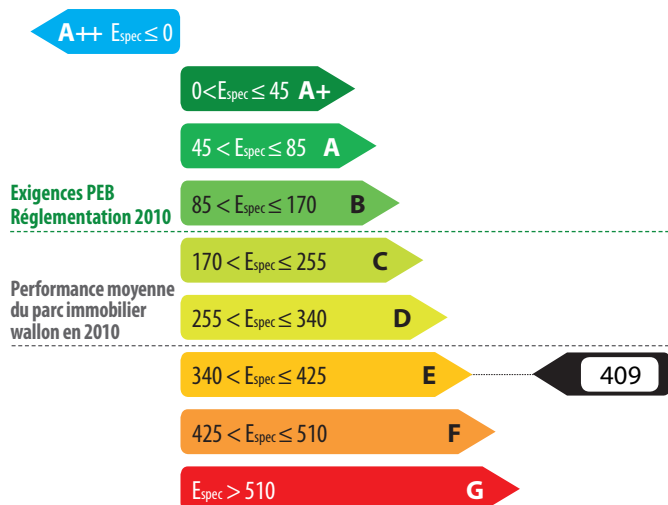 A++ Espec ≤ 0
0<Espec ≤ 45 A+
45 < Espec ≤ 85 A
Exigences PEB
Réglementation 2010
85 < Espec ≤ 170 B
170 < Espec ≤ 255 C
Performance moyenne
du parc immobilier
wallon en 2010
255 < Espec ≤ 340 D
340 < Espec ≤ 425 E
409
425 < Espec ≤ 510 F
Espec > 510 G